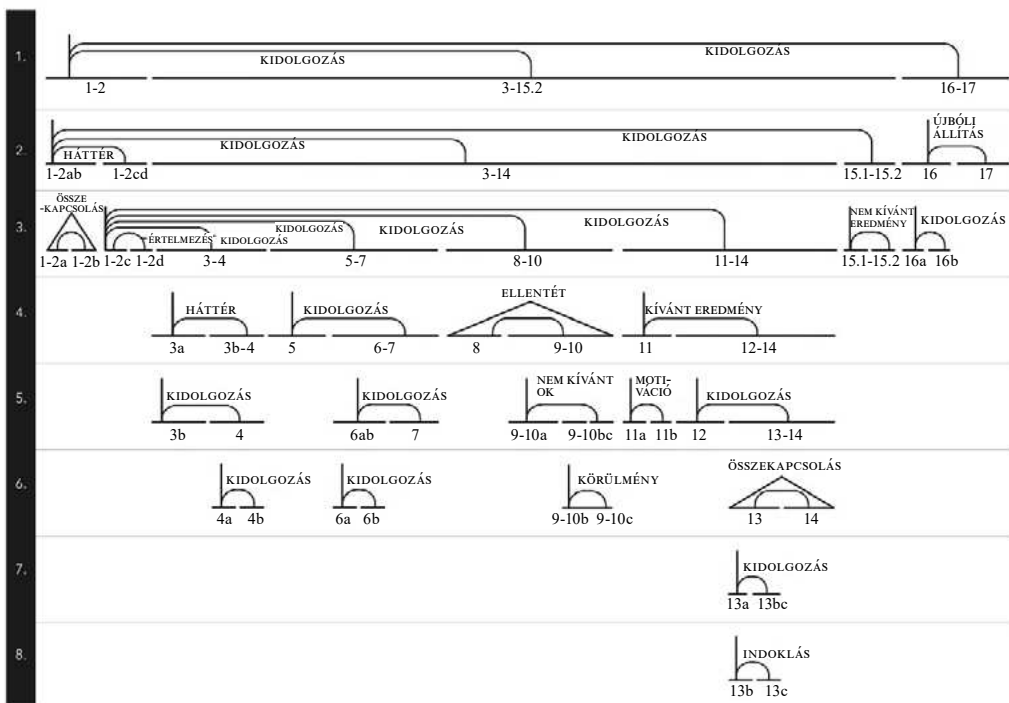 1.
KIDOLGOZÁS
KIDOLGOZÁS
1-2 3-15.2 16-17
2.
HÁTTÉR
KIDOLGOZÁS
KIDOLGOZÁS
ÚJBÓLI
ÁLLÍTÁS
1-2ab 1-2cd 3-14 15.1-15.2 16 17
3.
ÖSSZE
-KAPCSOLÁS
ÉRTELMEZÉS
KIDOLGOZÁS
KIDOLGOZÁS
KIDOLGOZÁS
KIDOLGOZÁS
NEM KÍVÁNT
EREDMÉNY
KIDOLGOZÁS
1-2a 1-2b 1-2c 1-2d 3-4 5-7 8-10 11-14 15.1-15.2 16a 16b
4.
HÁTTÉR
KIDOLGOZÁS
ELLENTÉT
KÍVÁNT EREDMÉNY
3a 3b-4 5 6-7 8 9-10 11 12-14
5.
KIDOLGOZÁS
KIDOLGOZÁS
NEM KÍVÁNT
OK
MOTI-
VÁCIÓ
KIDOLGOZÁS
3b 4 6ab 7 9-10a 9-10bc 11a 11b 12 13-14
6.
KIDOLGOZÁS
KIDOLGOZÁS
KÖRÜLMÉNY
ÖSSZEKAPCSOLÁS
4a 4b 6a 6b 9-10b 9-10c 13 14
7.
KIDOLGOZÁS
13a 13bc
8.
INDOKLÁS
13b 13c